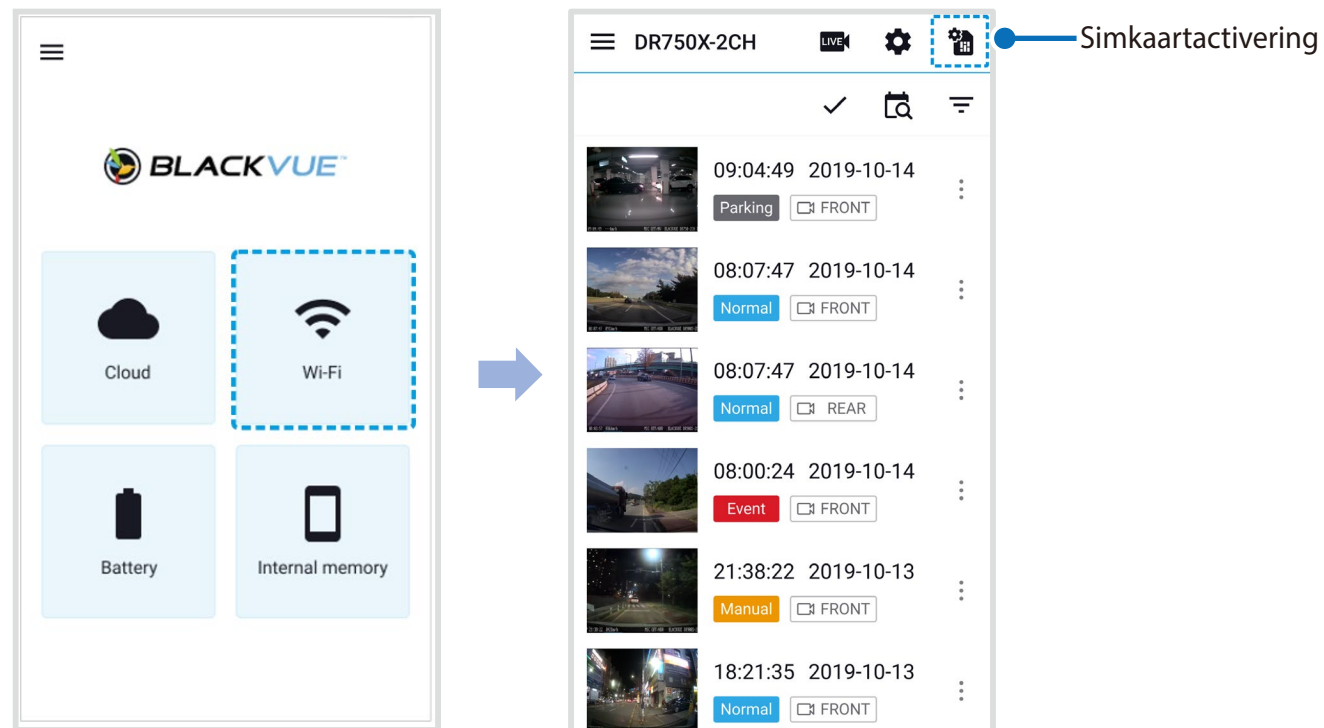 BLACKVUE™
Cloud
Wi-Fi
Battery
Internal memory
DR750X-2CH
LIVE
Simkaartactivering
09:04:49 2019-10-14
Parking FRONT
08:07:47 2019-10-14
Normal FRONT
08:07:47 2019-10-14
Normal REAR
08:00:24 2019-10-14
Event FRONT
21:38:22 2019-10-13
Manual FRONT
18:21:35 2019-10-13
Normal FRONT